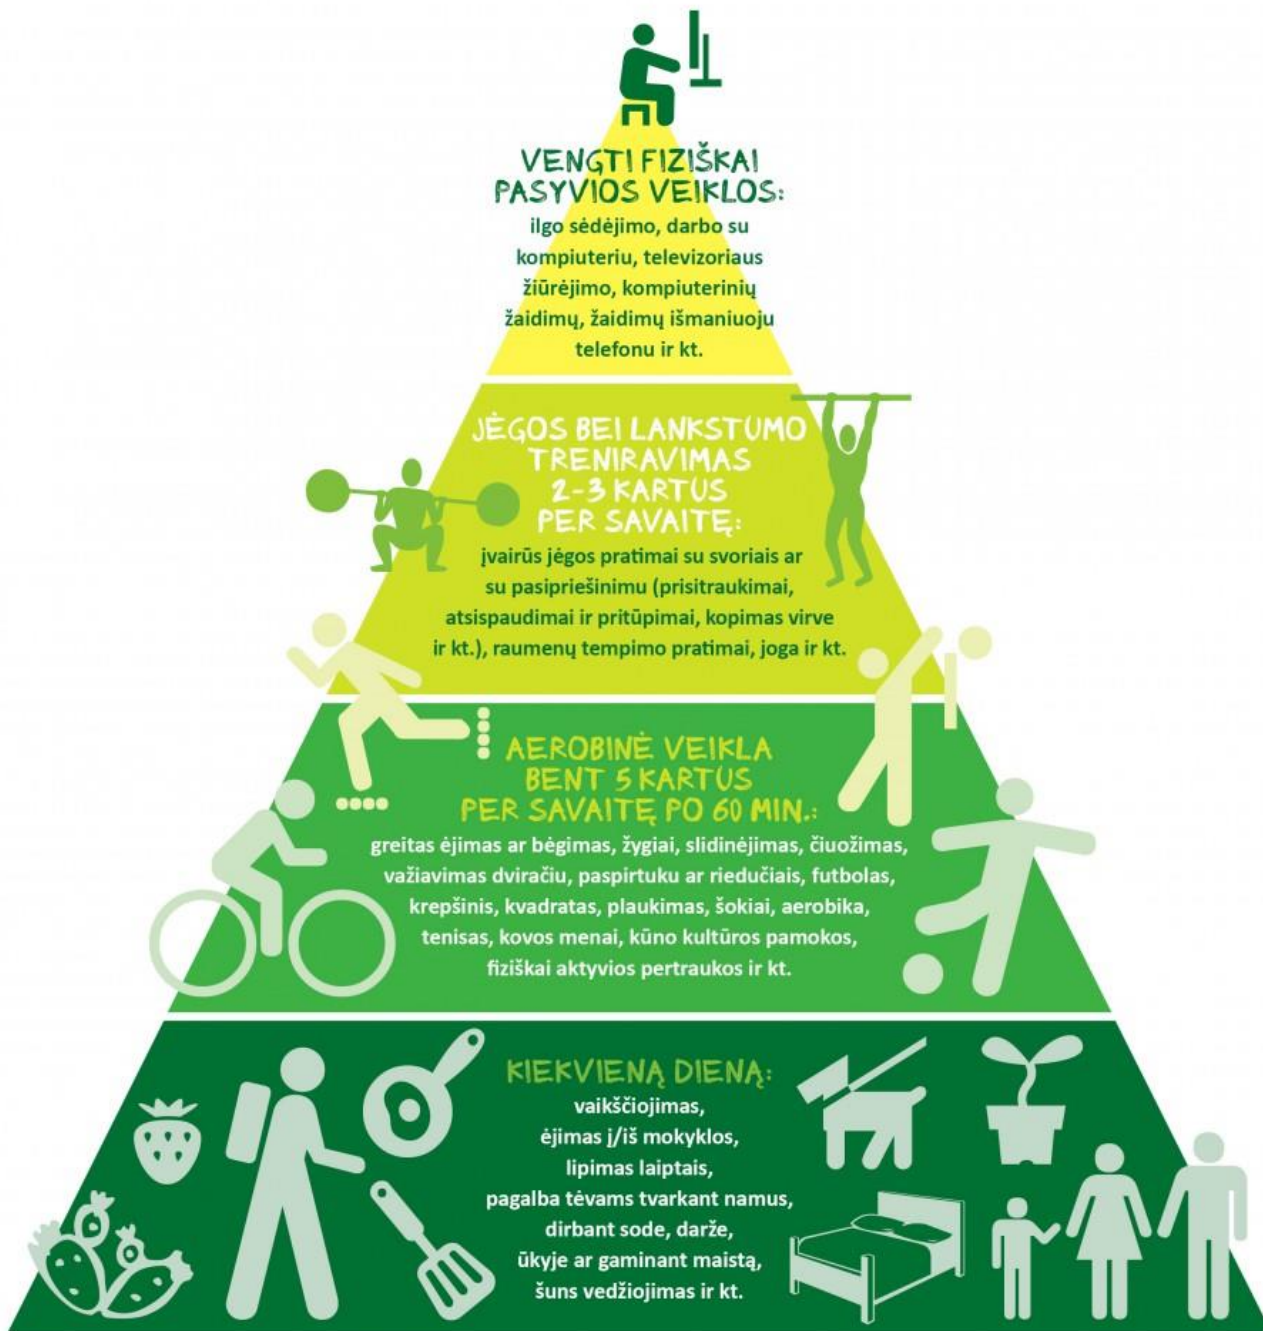 VENGTI FIZIŠKAI
PASYVIOS VEIKLOS:
ilgo sėdėjimo, darbo su
kompiuteriu, televizoriaus
žiūrėjimo, kompiuterinių
žaidimų, žaidimų išmaniuoju
telefonu ir kt.
JĖGOS BEI LANKSTUMO
TRENIRAVIMAS
2-3 KARTUS
PER SAVAITĘ:
įvairūs jėgos pratimai su svoriais ar
su pasipriešinimu (prisitraukimai,
atsispaudimai ir pritūpimai, kopimas virve
ir kt.), raumenų tempimo pratimai, joga ir kt.
AEROBINĖ VEIKLA
BENT 5 KARTUS
PER SAVAITĘ PO 60 MIN.:
greitas ėjimas ar bėgimas, žygiai, slidinėjimas, čiuožimas,
važiavimas dviračiu, paspirtuku ar riedučiais, futbolas,
krepšinis, kvadratas, plaukimas, šokiai, aerobika,
tenisas, kovos menai, kūno kultūros pamokos,
fiziškai aktyvios pertraukos ir kt.
KIEKVIENĄ DIENĄ:
vaikščiojimas,
ėjimas į/iš mokyklos,
lipimas laiptais,
pagalba tėvams tvarkant namus,
dirbant sode, darže,
ūkyje ar gaminant maistą,
šuns vedžiojimas ir kt.